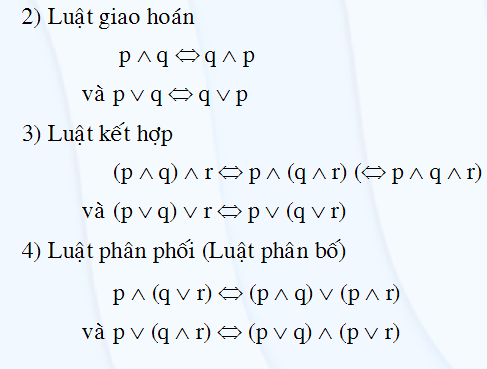 2) Luật giao hoán
p ∧ q ⇔ q ∧ p
và p ∨ q ⇔ q ∨ p
3) Luật kết hợp
(p ∧ q) ∧ r ⇔ p ∧ (q ∧ r) (⇔ p ∧ q ∧ r)
và (p ∨ q) ∨ r ⇔ p ∨ (q ∨ r)
4) Luật phân phối (Luật phân bố)
p ∧ (q ∨ r) ⇔ (p ∧ q) ∨ (p ∧ r)
và p ∨ (q ∧ r) ⇔ (p ∨ q) ∧ (p ∨ r)